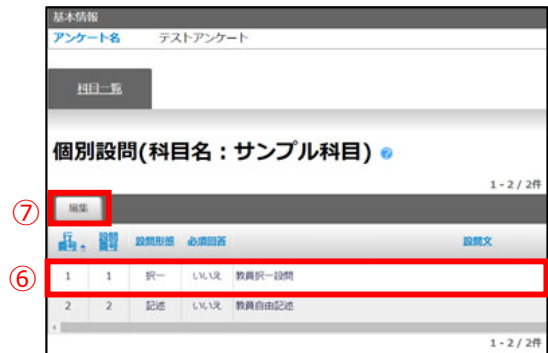 基本情報
アンケート名 テストアンケート
科目一覧
個別設問(科目名：サンプル科目)
1 - 2 / 2件
⑦ 編集
行番号 設問番号 設問形態 必須回答 設問文
⑥ 1 1 択一 いいえ 教員択一設問
2 2 記述 いいえ 教員自由記述
1 - 2 / 2件